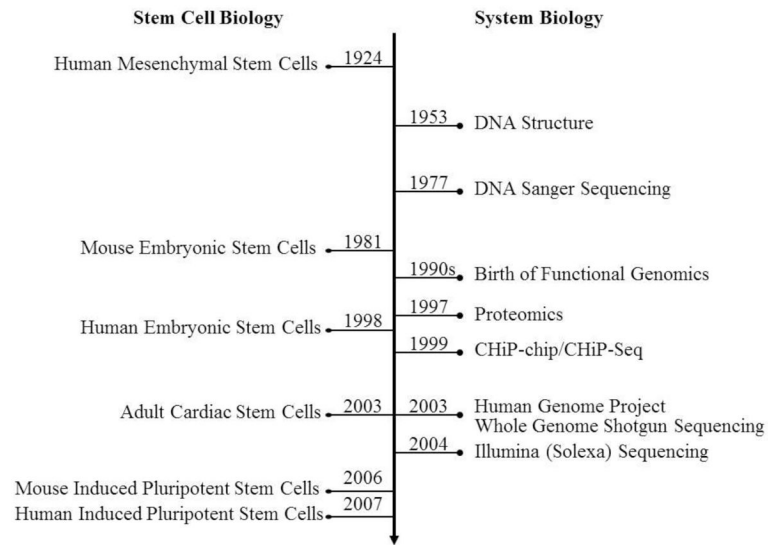 Stem Cell Biology
System Biology
Human Mesenchymal Stem Cells
1924
1953
DNA Structure
1977
DNA Sanger Sequencing
Mouse Embryonic Stem Cells
1981
1990s
Birth of Functional Genomics
1997
Proteomics
Human Embryonic Stem Cells
1998
1999
CHiP-chip/CHiP-Seq
Adult Cardiac Stem Cells
2003
2003
Human Genome Project
Whole Genome Shotgun Sequencing
2004
Illumina (Solexa) Sequencing
2006
Mouse Induced Pluripotent Stem Cells
2007
Human Induced Pluripotent Stem Cells